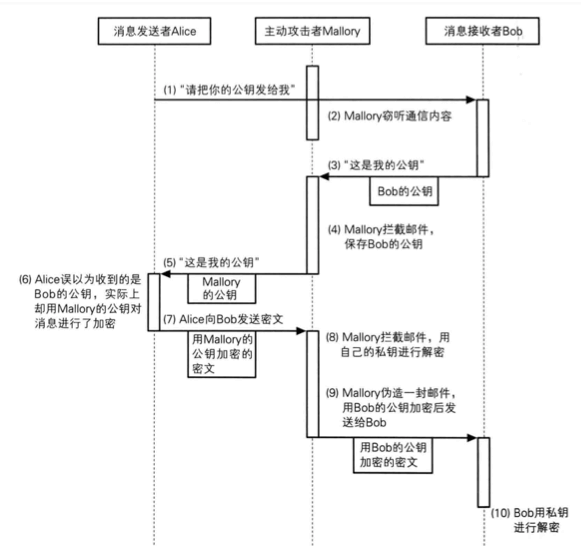 消息发送者Alice
主动攻击者Mallory
消息接收者Bob
(1) “请把你的公钥发给我”
(2) Mallory窃听通信内容
(3) “这是我的公钥”
Bob的公钥
(4) Mallory拦截邮件，
保存Bob的公钥
(5) “这是我的公钥”
Mallory
的公钥
(6) Alice误以为收到的是
Bob的公钥，实际上
却用Mallory的公钥对
消息进行了加密
(7) Alice向Bob发送密文
用Mallory的
公钥加密的
密文
(8) Mallory拦截邮件，用
自己的私钥进行解密
(9) Mallory伪造一封邮件，
用Bob的公钥加密后发
送给Bob
用Bob的公钥
加密的密文
(10) Bob用私钥
进行解密